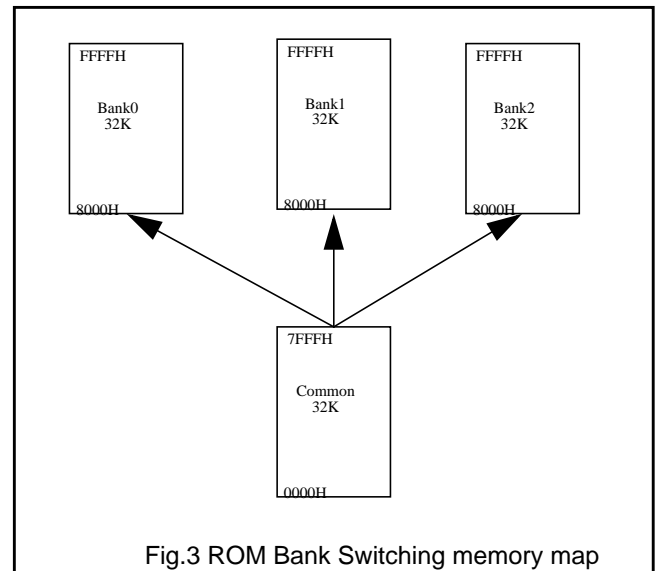 FFFFH
Bank0
32K
8000H
FFFFH
Bank1
32K
8000H
FFFFH
Bank2
32K
8000H
7FFFH
Common
32K
0000H
Fig.3 ROM Bank Switching memory map